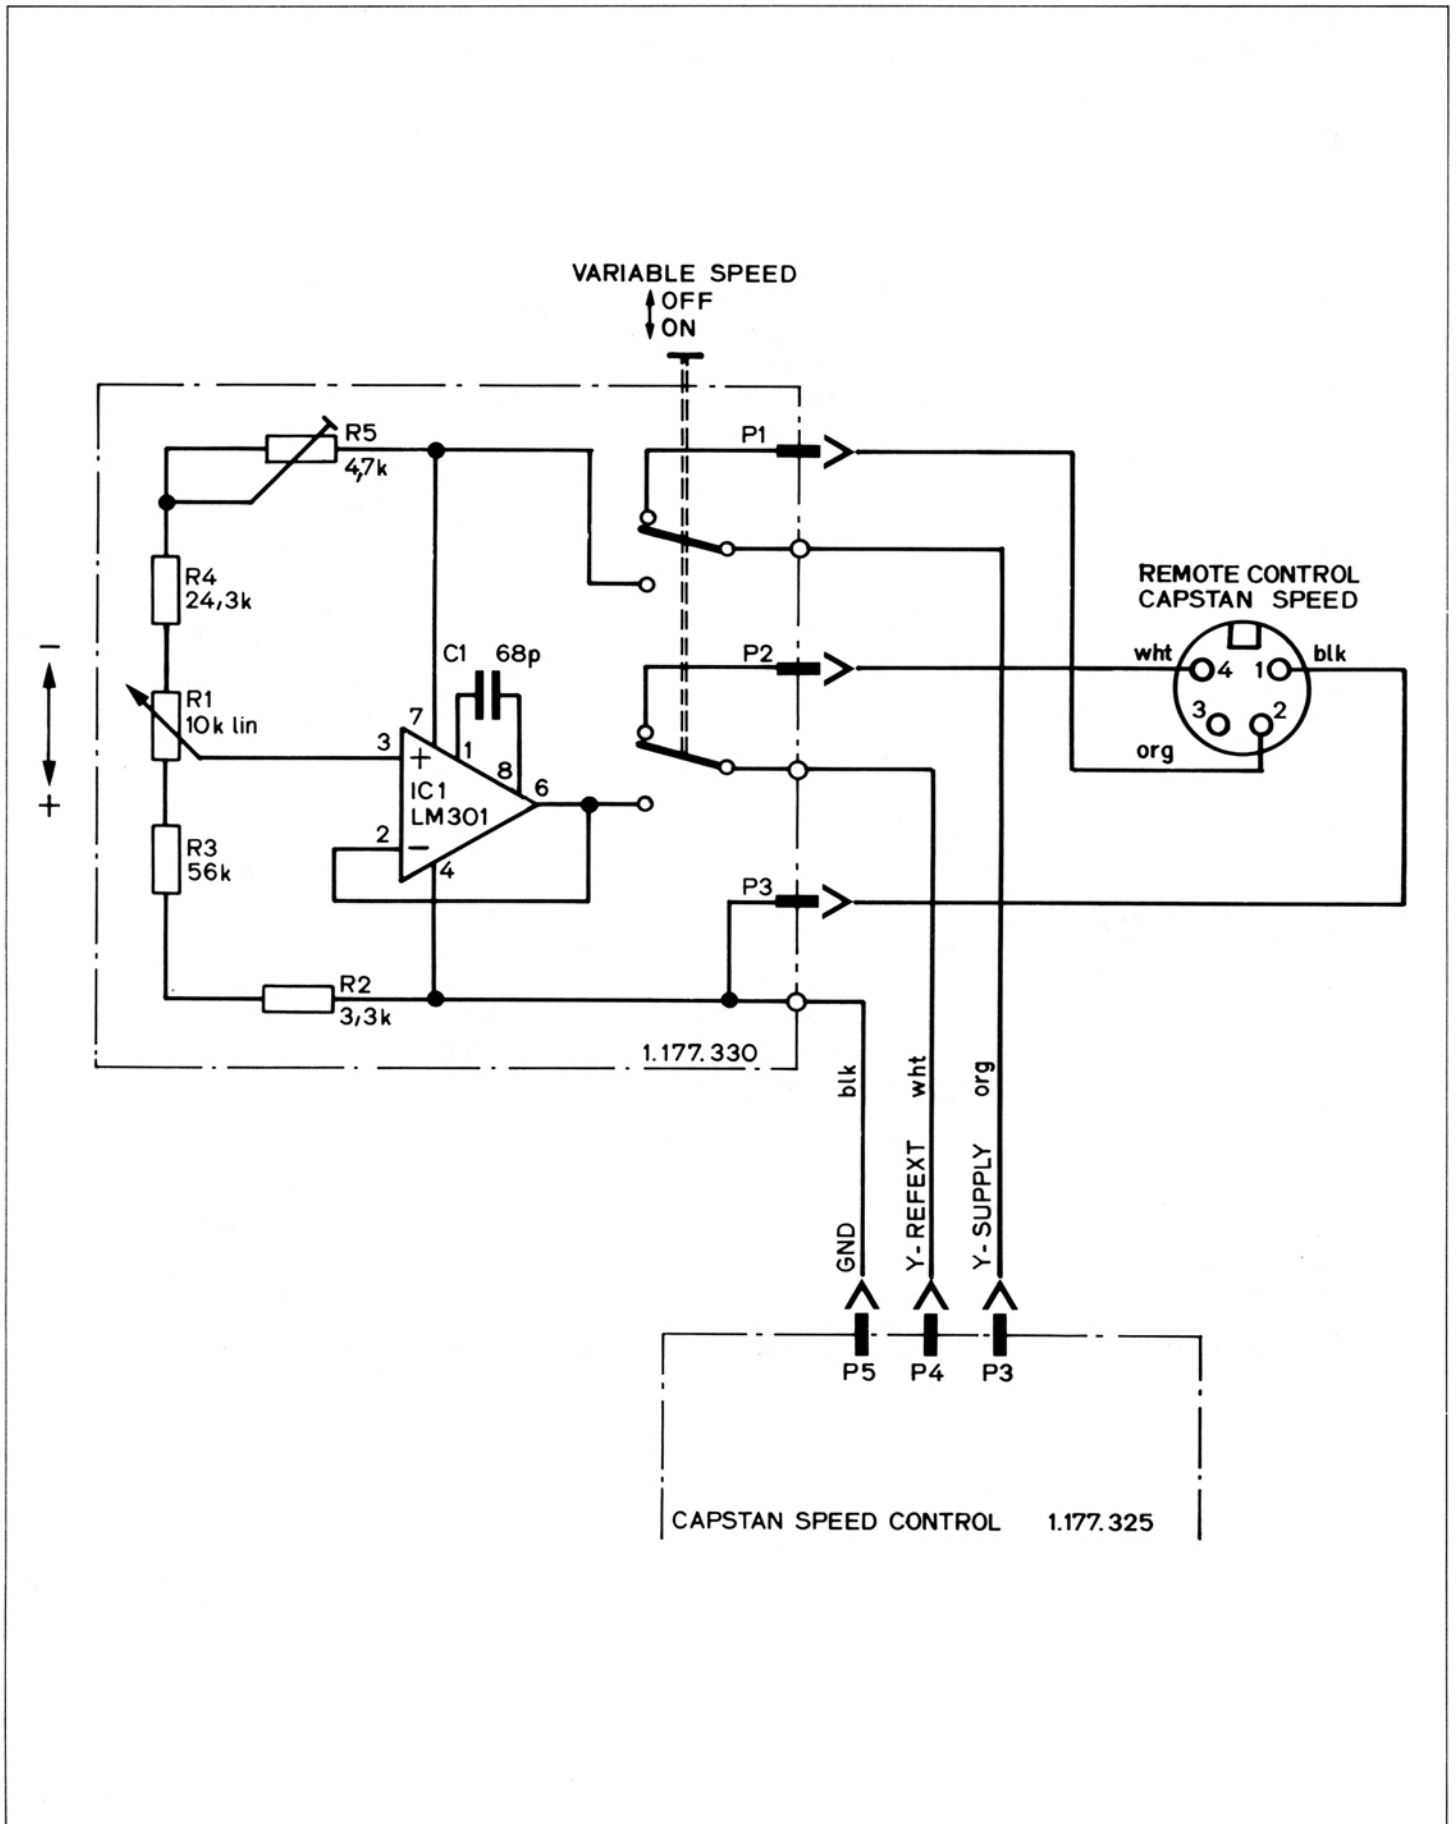 VARIABLE SPEED
OFF
ON
R5
4,7k
P1
R4
24,3k
REMOTE CONTROL
CAPSTAN SPEED
C1 68p
P2
wht
4
1
blk
−
R1
10k lin
7
3
+
1
8
6
3
2
org
IC1
LM301
+
2
−
4
R3
56k
P3
R2
3,3k
1.177.330
blk
wht
org
GND
Y-REFEXT
Y-SUPPLY
P5 P4 P3
CAPSTAN SPEED CONTROL 1.177.325